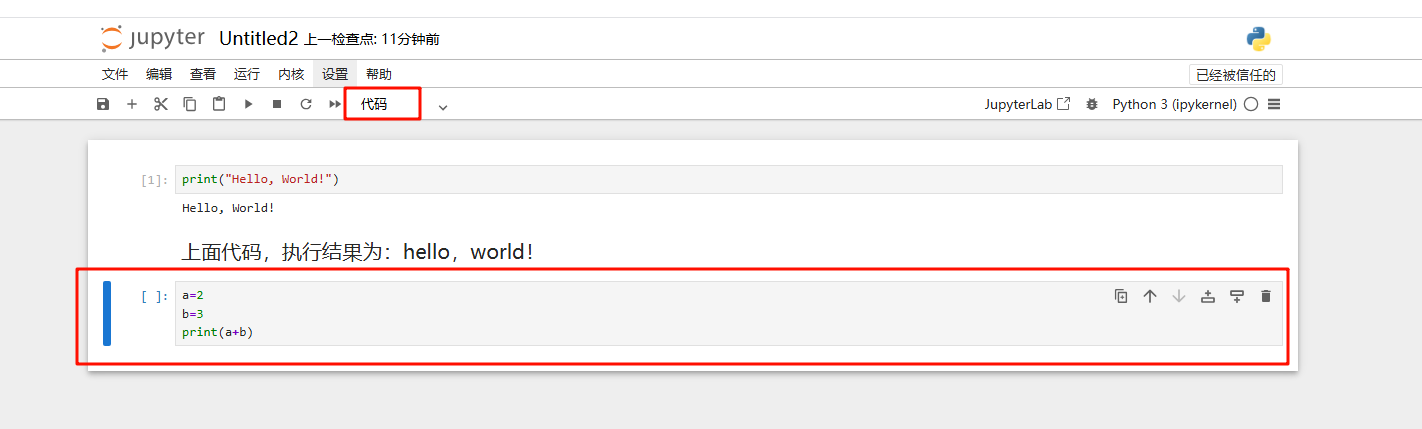 jupyter Untitled2 上一检查点: 11分钟前
文件 编辑 查看 运行 内核 设置 帮助 已经被信任的
代码 JupyterLab Python 3 (ipykernel)
[1]: print("Hello, World!")
Hello, World!
上面代码，执行结果为：hello，world！
[ ]: a=2
b=3
print(a+b)